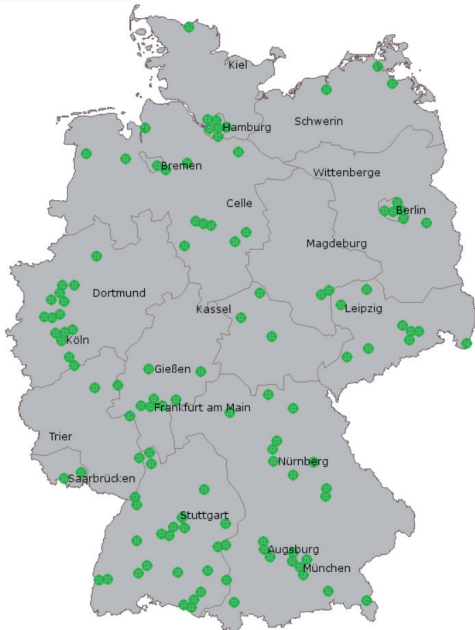 Kiel
Schwerin
Hamburg
Bremen
Wittenberge
Celle
Berlin
Magdeburg
Dortmund
Kassel
Leipzig
Köln
Gießen
Frankfurt am Main
Trier
Nürnberg
Saarbrücken
Stuttgart
Augsburg
München